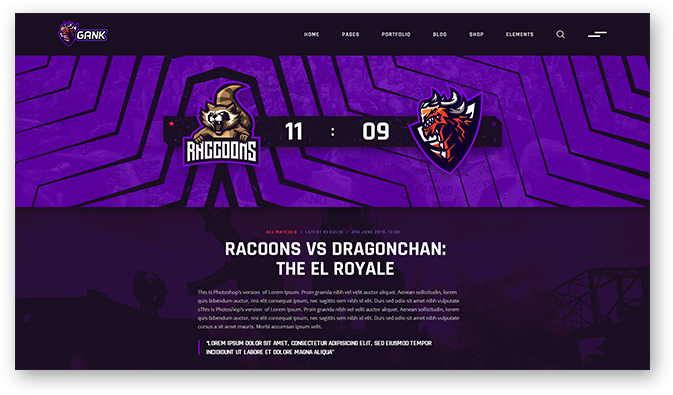 GANK
HOME PAGES PORTFOLIO BLOG SHOP ELEMENTS
11 : 09
RACCOONS
ALL MATCHES / LATEST RESULTS / 8TH JUNE 2019, 12:00
RACOONS VS DRAGONCHAN:
THE EL ROYALE
This is Photoshop's version of Lorem Ipsum. Proin gravida nibh vel velit auctor aliquet. Aenean sollicitudin, lorem
quis bibendum auctor, nisi elit consequat ipsum, nec sagittis sem nibh id elit. Duis sed odio sit amet nibh vulputate
cThis is Photoshop's version of Lorem Ipsum. Proin gravida nibh vel velit auctor aliquet. Aenean sollicitudin, lorem
quis bibendum auctor, nisi elit consequat ipsum, nec sagittis sem nibh id elit. Duis sed odio sit amet nibh vulputate
cursus a sit amet mauris. Morbi accumsan ipsum velit.
"LOREM IPSUM DOLOR SIT AMET, CONSECTETUR ADIPISICING ELIT, SED EIUSMOD TEMPOR
INCIDIDUNT UT LABORE ET DOLORE MAGNA ALIQUA"